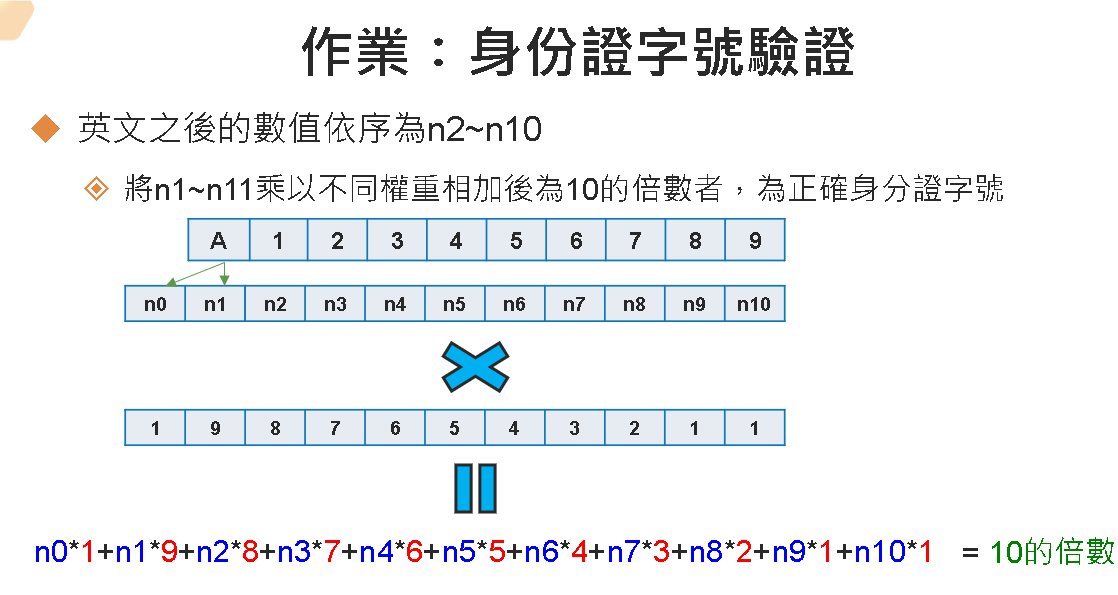 作業：身份證字號驗證
英文之後的數值依序為n2~n10
將n1~n11乘以不同權重相加後為10的倍數者，為正確身分證字號
A 1 2 3 4 5 6 7 8 9
n0 n1 n2 n3 n4 n5 n6 n7 n8 n9 n10
1 9 8 7 6 5 4 3 2 1 1
n0*1+n1*9+n2*8+n3*7+n4*6+n5*5+n6*4+n7*3+n8*2+n9*1+n10*1 = 10的倍數